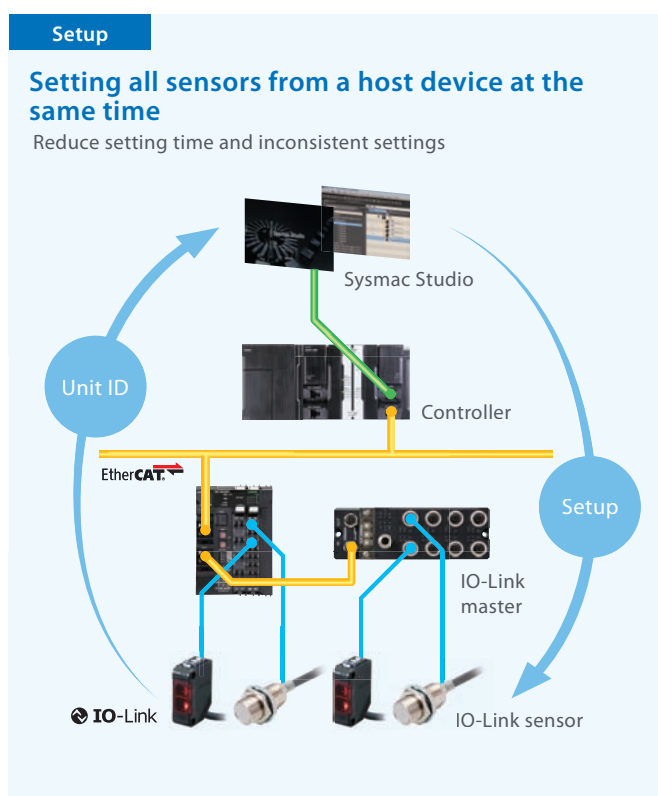 Setup
Setting all sensors from a host device at the
same time
Reduce setting time and inconsistent settings
Sysmac Studio
Unit ID
Controller
EtherCAT.
Setup
IO-Link
master
IO-Link
IO-Link sensor